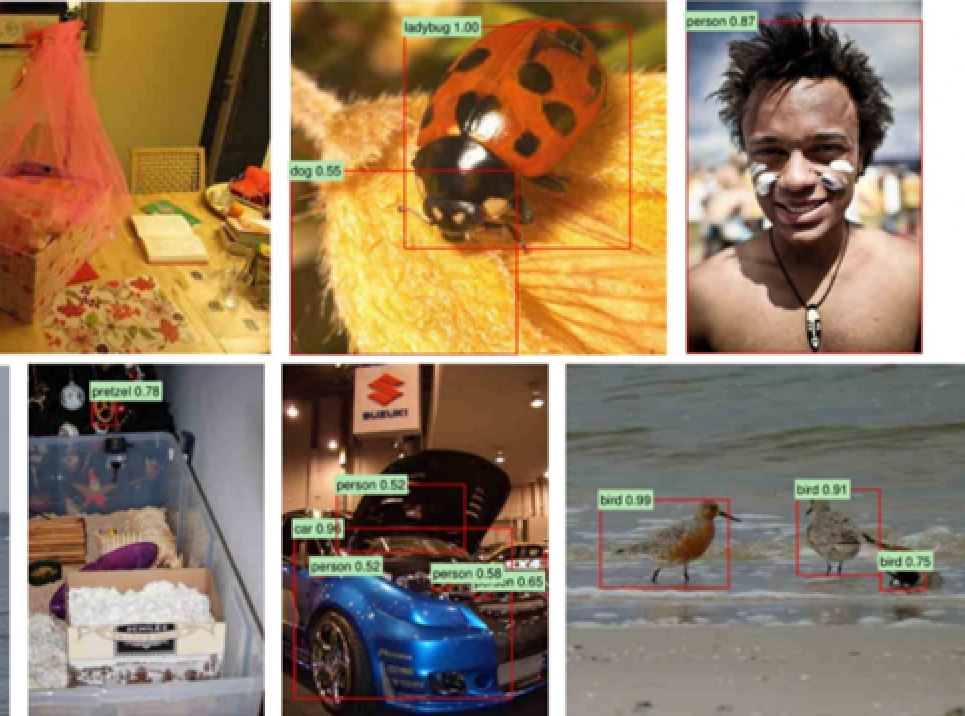 ladybug 1.00
dog 0.55
person 0.87
pretzel 0.78
SUZUKI
person 0.52
car 0.96
person 0.52
person 0.58
person 0.65
bird 0.99
bird 0.91
bird 0.75